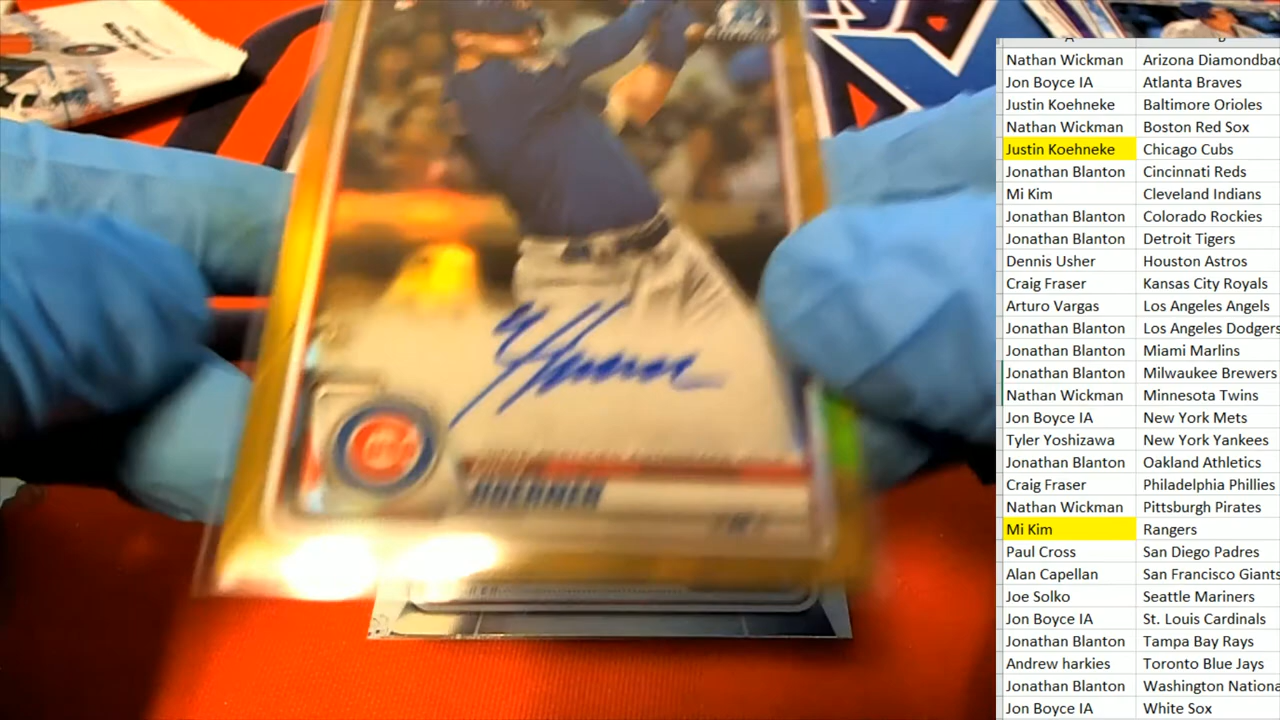 HOERNER
Nathan Wickman Arizona Diamondbac
Jon Boyce IA Atlanta Braves
Justin Koehneke Baltimore Orioles
Nathan Wickman Boston Red Sox
Justin Koehneke Chicago Cubs
Jonathan Blanton Cincinnati Reds
Mi Kim Cleveland Indians
Jonathan Blanton Colorado Rockies
Jonathan Blanton Detroit Tigers
Dennis Usher Houston Astros
Craig Fraser Kansas City Royals
Arturo Vargas Los Angeles Angels
Jonathan Blanton Los Angeles Dodgers
Jonathan Blanton Miami Marlins
Jonathan Blanton Milwaukee Brewers
Nathan Wickman Minnesota Twins
Jon Boyce IA New York Mets
Tyler Yoshizawa New York Yankees
Jonathan Blanton Oakland Athletics
Craig Fraser Philadelphia Phillies
Nathan Wickman Pittsburgh Pirates
Mi Kim Rangers
Paul Cross San Diego Padres
Alan Capellan San Francisco Giants
Joe Solko Seattle Mariners
Jon Boyce IA St. Louis Cardinals
Jonathan Blanton Tampa Bay Rays
Andrew harkies Toronto Blue Jays
Jonathan Blanton Washington Nationa
Jon Boyce IA White Sox